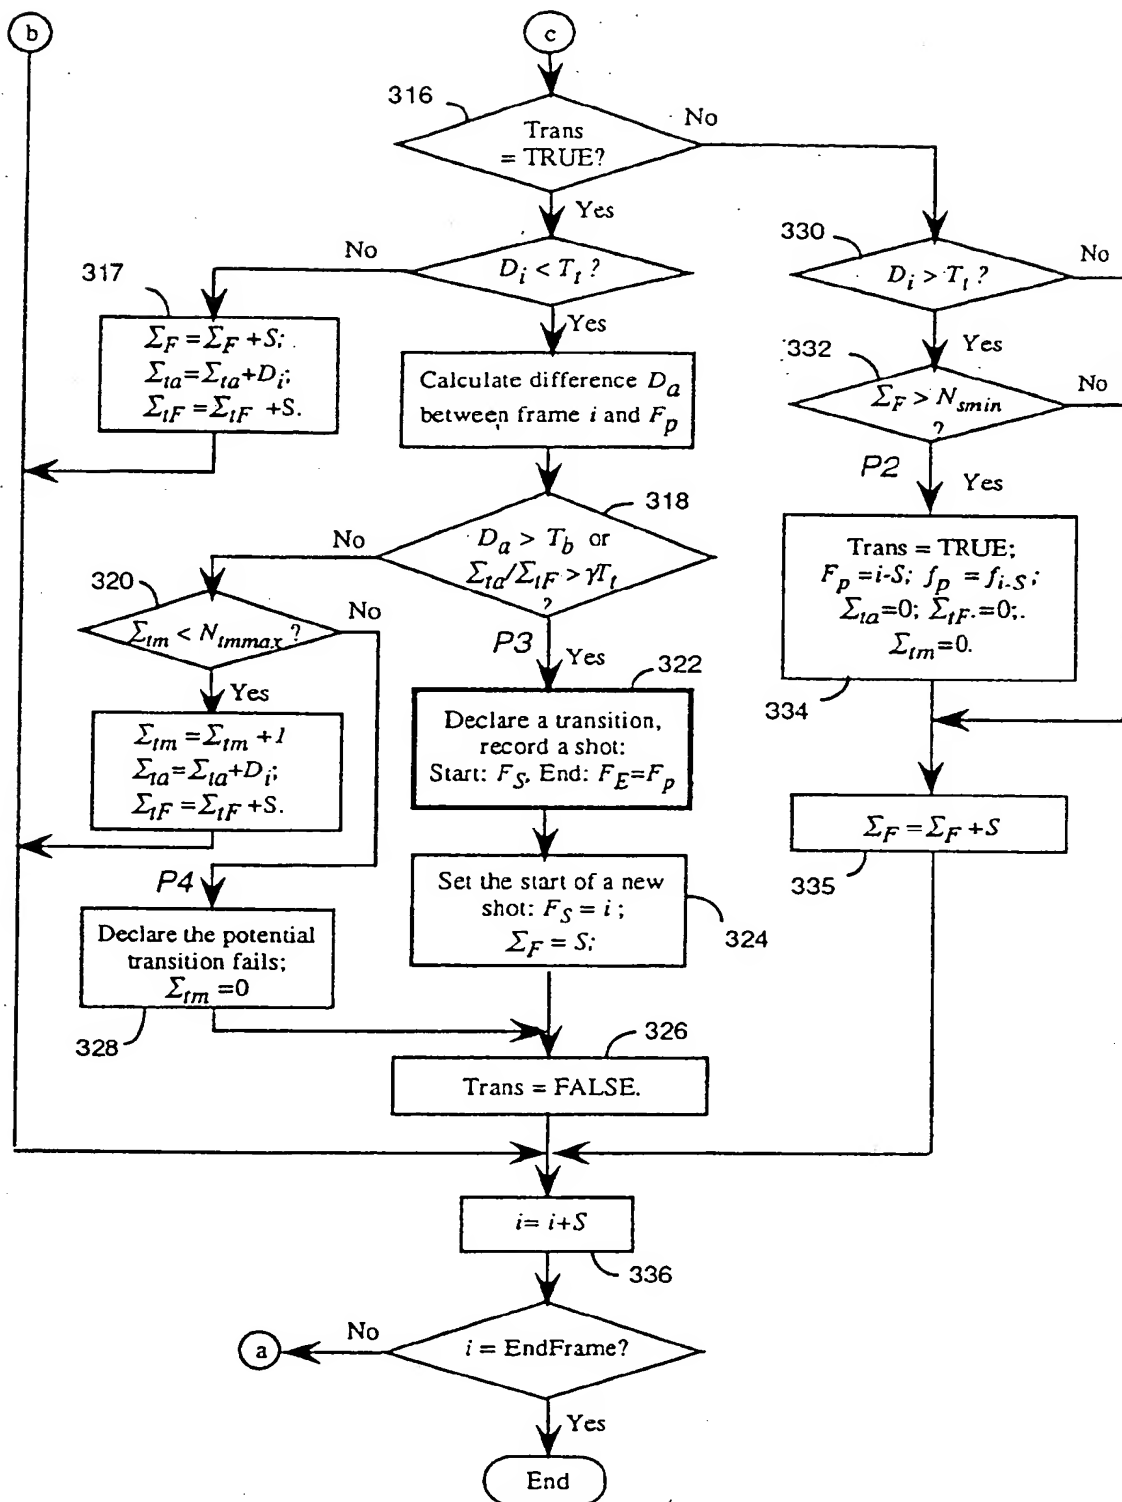 b
c
316
Trans
= TRUE?
No
Yes
330
D_i > T_t ?
No
Yes
No
D_i < T_t ?
Yes
317
Σ_F = Σ_F + S;
Σ_ta = Σ_ta + D_i;
Σ_tF = Σ_tF + S.
Calculate difference D_a
between frame i and F_p
332
Σ_F > N_smin
?
No
P2
Yes
318
D_a > T_b or
Σ_ta/Σ_tF > γT_t
?
No
P3
Yes
Trans = TRUE;
F_p = i-S; f_p = f_i-S;
Σ_ta=0; Σ_tF.=0;.
Σ_tm=0.
334
320
Σ_tm < N_tmmax ?
No
Yes
Σ_tm = Σ_tm + 1
Σ_ta = Σ_ta + D_i;
Σ_tF = Σ_tF + S.
322
Declare a transition,
record a shot:
Start: F_S, End: F_E=F_p
Σ_F = Σ_F + S
335
P4
Declare the potential
transition fails;
Σ_tm = 0
328
Set the start of a new
shot: F_S = i ;
Σ_F = S;
324
326
Trans = FALSE.
i= i+S
336
i = EndFrame?
No
a
Yes
End